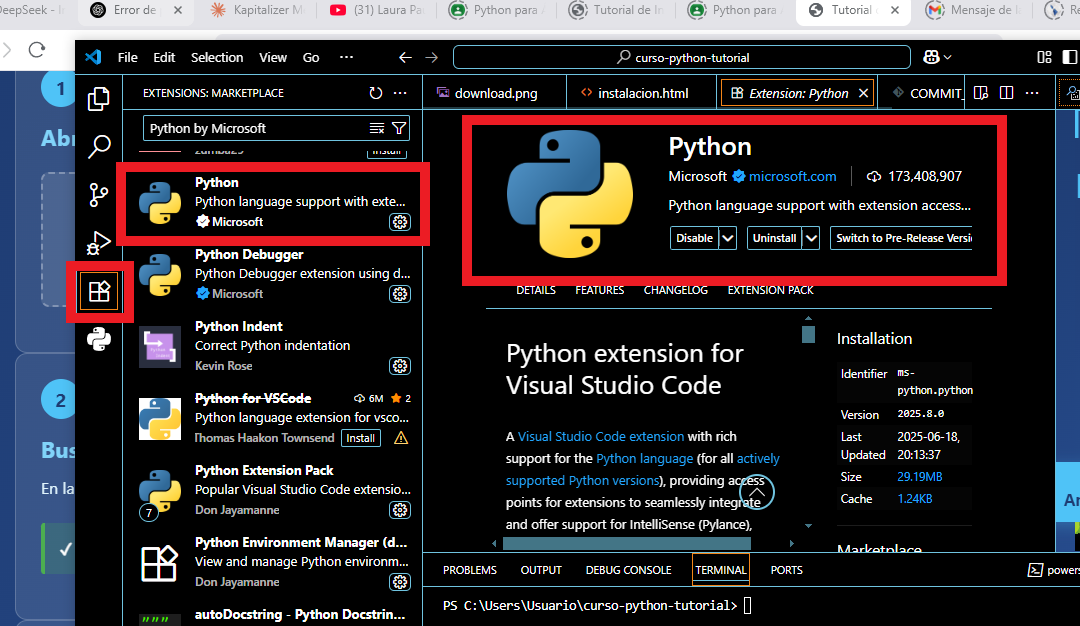 DeepSeek - I
Error de
Kapitalizer M
(31) Laura Pa
Python para
Tutorial de In
Python para
Tutorial
Mensaje de
Re
File Edit Selection View Go ···
curso-python-tutorial
1
Ab
2
Bus
En la
EXTENSIONS: MARKETPLACE
Python by Microsoft
zumba25
Install
Python
Python language support with exte...
Microsoft
Python Debugger
Python Debugger extension using d...
Microsoft
Python Indent
Correct Python indentation
Kevin Rose
Python for VSCode 6M 2
Python language extension for vsco...
Thomas Haakon Townsend Install
Python Extension Pack
Popular Visual Studio Code extensio...
7 Don Jayamanne
Python Environment Manager (d...
View and manage Python environm...
Don Jayamanne
autoDocstring - Python Docstrin...
download.png
instalacion.html
Extension: Python
COMMIT_
Python
Microsoft microsoft.com 173,408,907
Python language support with extension access...
Disable Uninstall Switch to Pre-Release Versi
DETAILS FEATURES CHANGELOG EXTENSION PACK
Python extension for
Visual Studio Code
A Visual Studio Code extension with rich
support for the Python language (for all actively
supported Python versions), providing access
points for extensions to seamlessly integrate
and offer support for IntelliSense (Pylance),
Installation
Identifier ms-
python.python
Version 2025.8.0
Last 2025-06-18,
Updated 20:13:37
Size 29.19MB
Cache 1.24KB
Marketplace
An
PROBLEMS OUTPUT DEBUG CONSOLE TERMINAL PORTS
powers
PS C:\Users\Usuario\curso-python-tutorial>